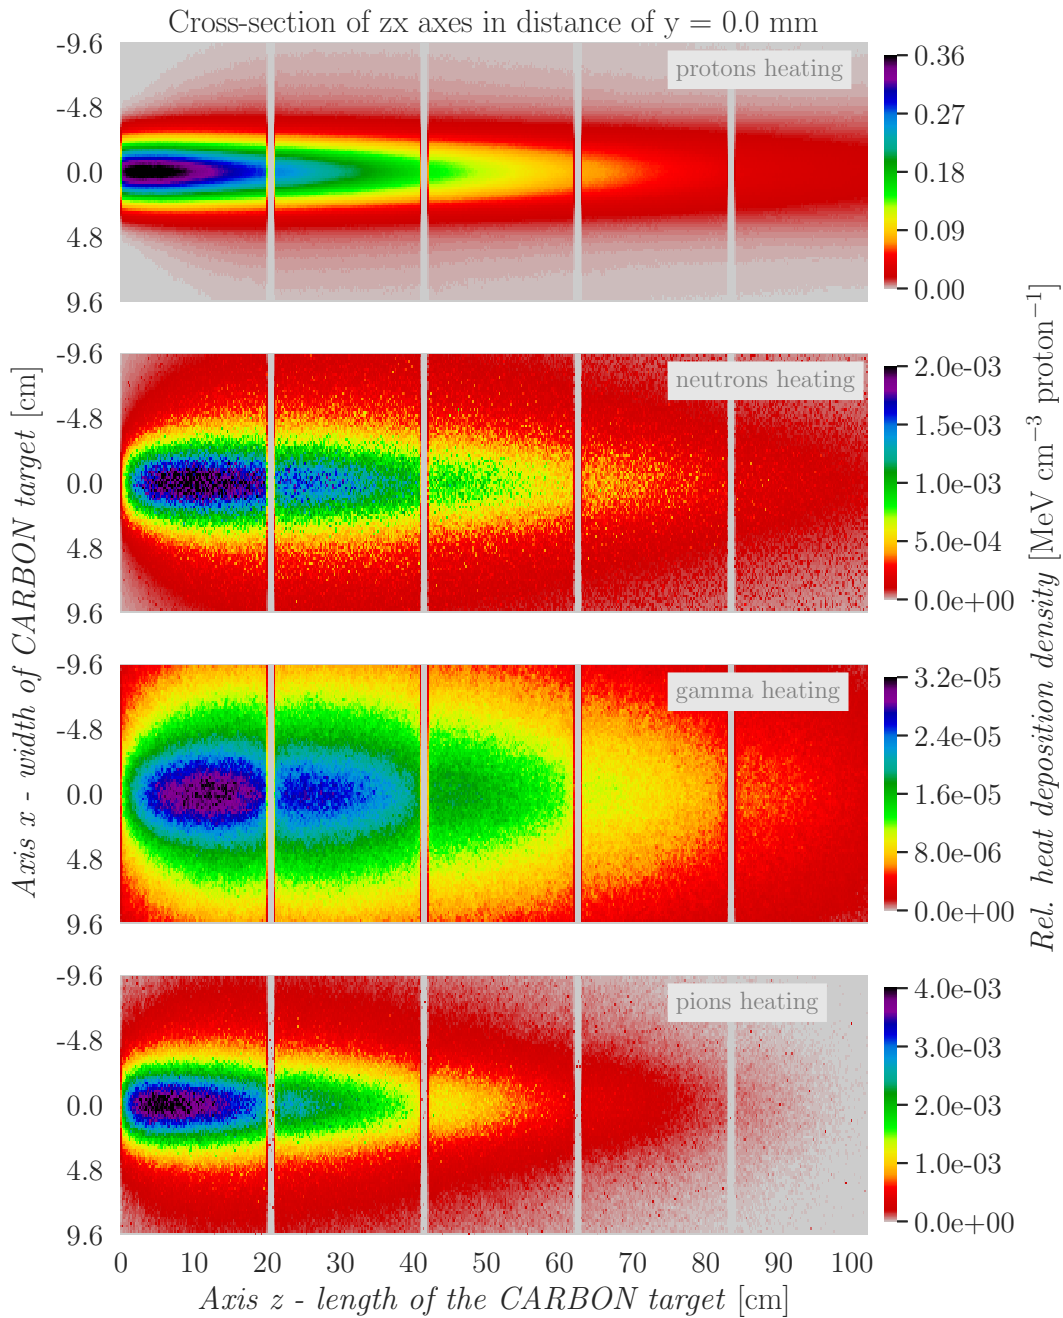 Cross-section of zx axes in distance of y = 0.0 mm
-9.6
-4.8
0.0
4.8
9.6
protons heating
0.36
0.27
0.18
0.09
0.00
-9.6
-4.8
0.0
4.8
9.6
neutrons heating
2.0e-03
1.5e-03
1.0e-03
5.0e-04
0.0e+00
-9.6
-4.8
0.0
4.8
9.6
gamma heating
3.2e-05
2.4e-05
1.6e-05
8.0e-06
0.0e+00
-9.6
-4.8
0.0
4.8
9.6
pions heating
4.0e-03
3.0e-03
2.0e-03
1.0e-03
0.0e+00
0 10 20 30 40 50 60 70 80 90 100
Axis z - length of the CARBON target [cm]
Axis x - width of CARBON target [cm]
Rel. heat deposition density [MeV cm⁻³ proton⁻¹]